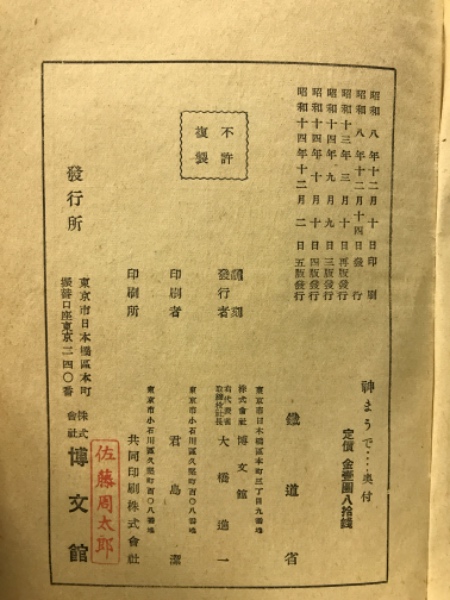 神まうで…奥付
定價 金壹圓八拾錢
昭和八年十二月十日印刷
昭和八年十二月十四日發行
昭和十三年三月十日再版發行
昭和十四年九月九日三版發行
昭和十四年十月十日四版發行
昭和十四年十二月二日五版發行
不許
複製
鐵道省
發行者
東京市日本橋區本町三丁目九番地
株式會社 博文館
右代表者
取締役社長
大橋進一
印刷者
東京市小石川區久堅町百〇八番地
君島潔
印刷所
東京市小石川區久堅町百〇八番地
共同印刷株式會社
發行所
東京市日本橋區本町
振替口座東京二四〇番
株式
會社
博文館
佐藤周太郎